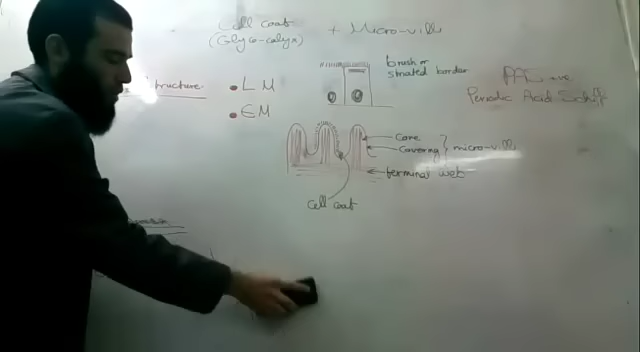 Cell coat + Micro-villi
(Glyco-calyx)
Structure.
• LM
brush or
striated border
PAS +ve
Periodic Acid Schiff
• EM
Core
Covering } micro-villi
terminal web
Cell coat